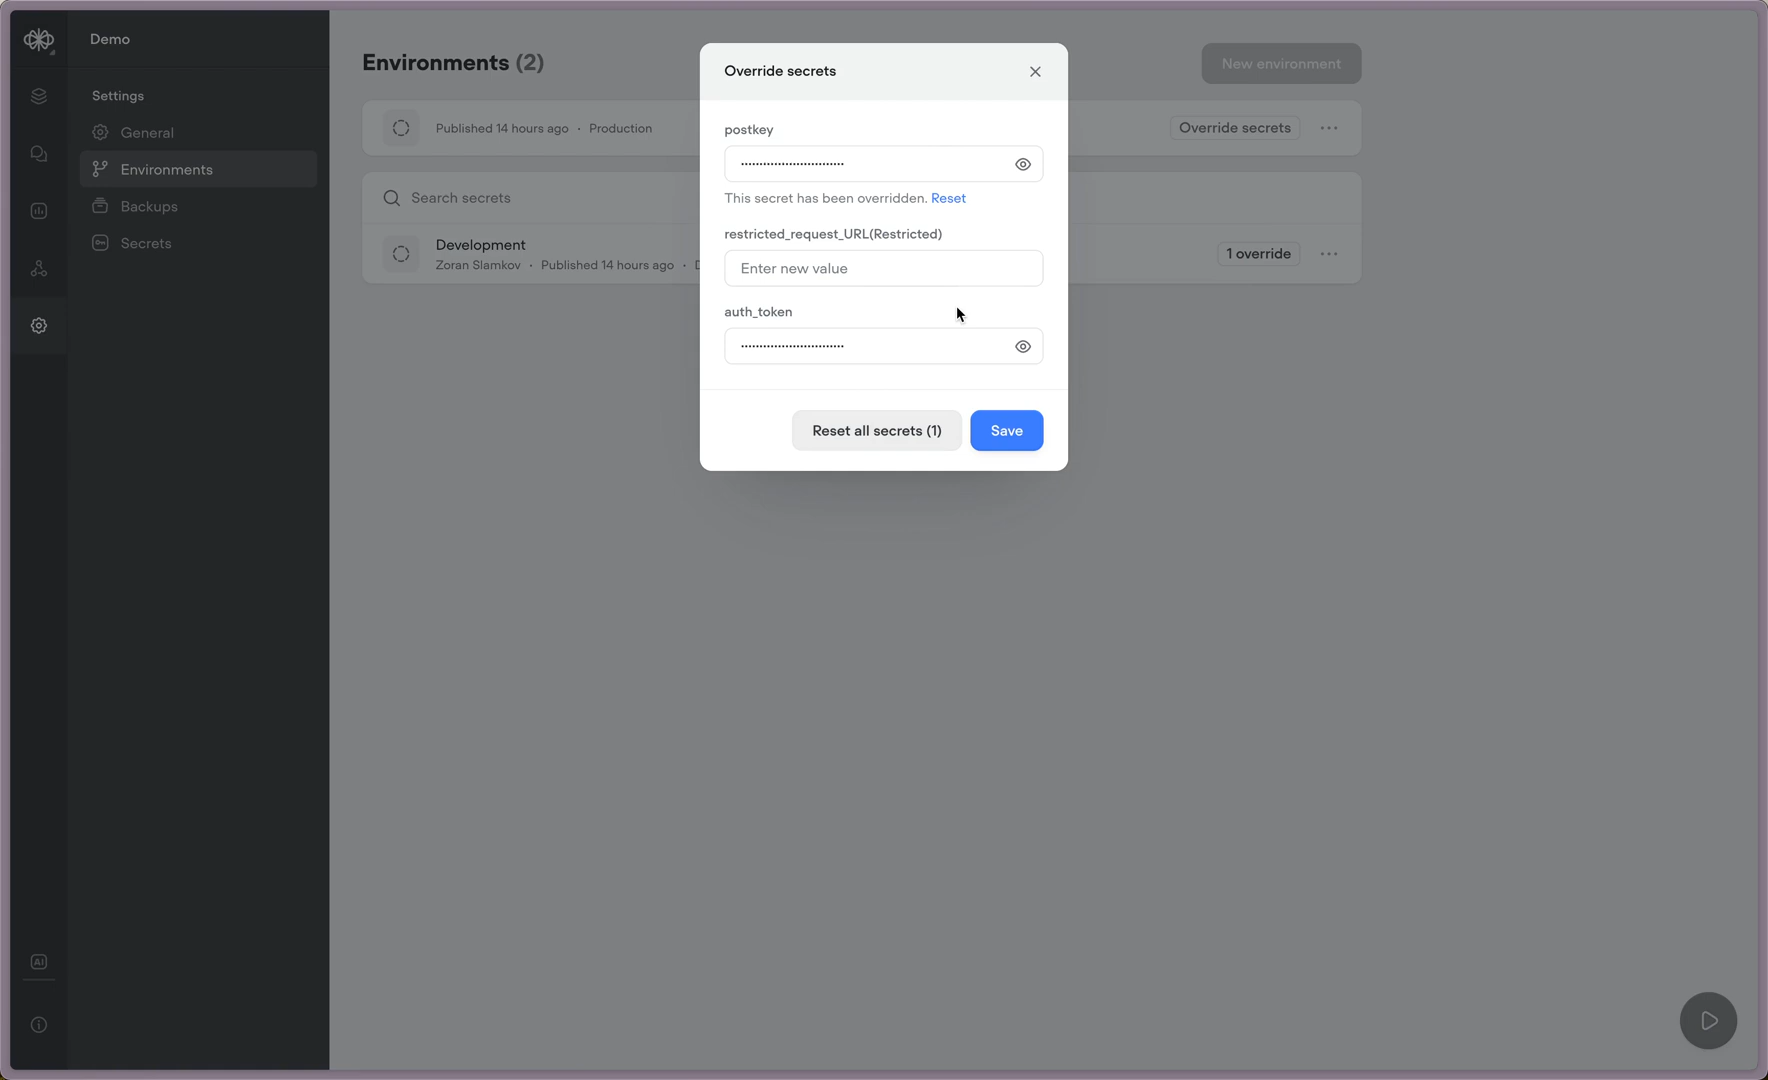 Demo
Settings
General
Environments
Backups
Secrets
AI
Environments (2)
New environment
Published 14 hours ago · Production
Override secrets
Search secrets
Development
Zoran Slamkov · Published 14 hours ago · D
1 override
Override secrets
postkey
••••••••••••••••••••••••••••
This secret has been overridden. Reset
restricted_request_URL(Restricted)
Enter new value
auth_token
••••••••••••••••••••••••••••
Reset all secrets (1)
Save